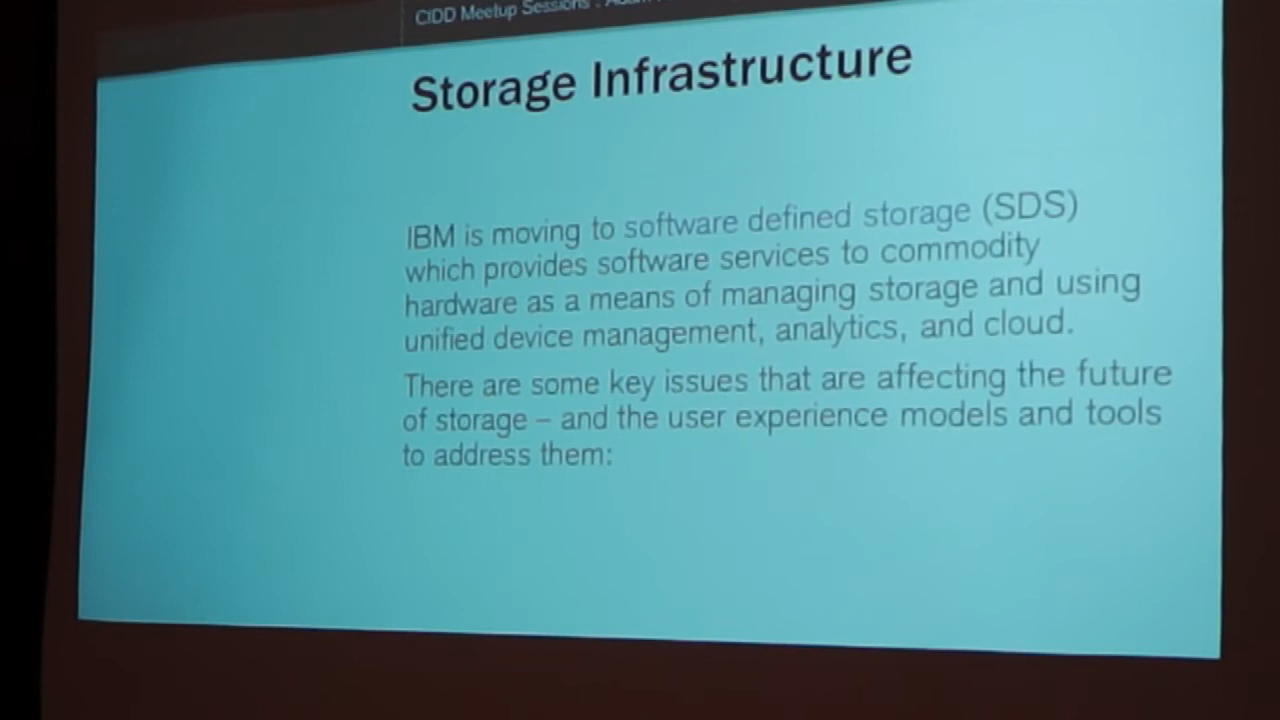 CIDD Meetup Sessions :
Storage Infrastructure
IBM is moving to software defined storage (SDS)
which provides software services to commodity
hardware as a means of managing storage and using
unified device management, analytics, and cloud.
There are some key issues that are affecting the future
of storage – and the user experience models and tools
to address them: